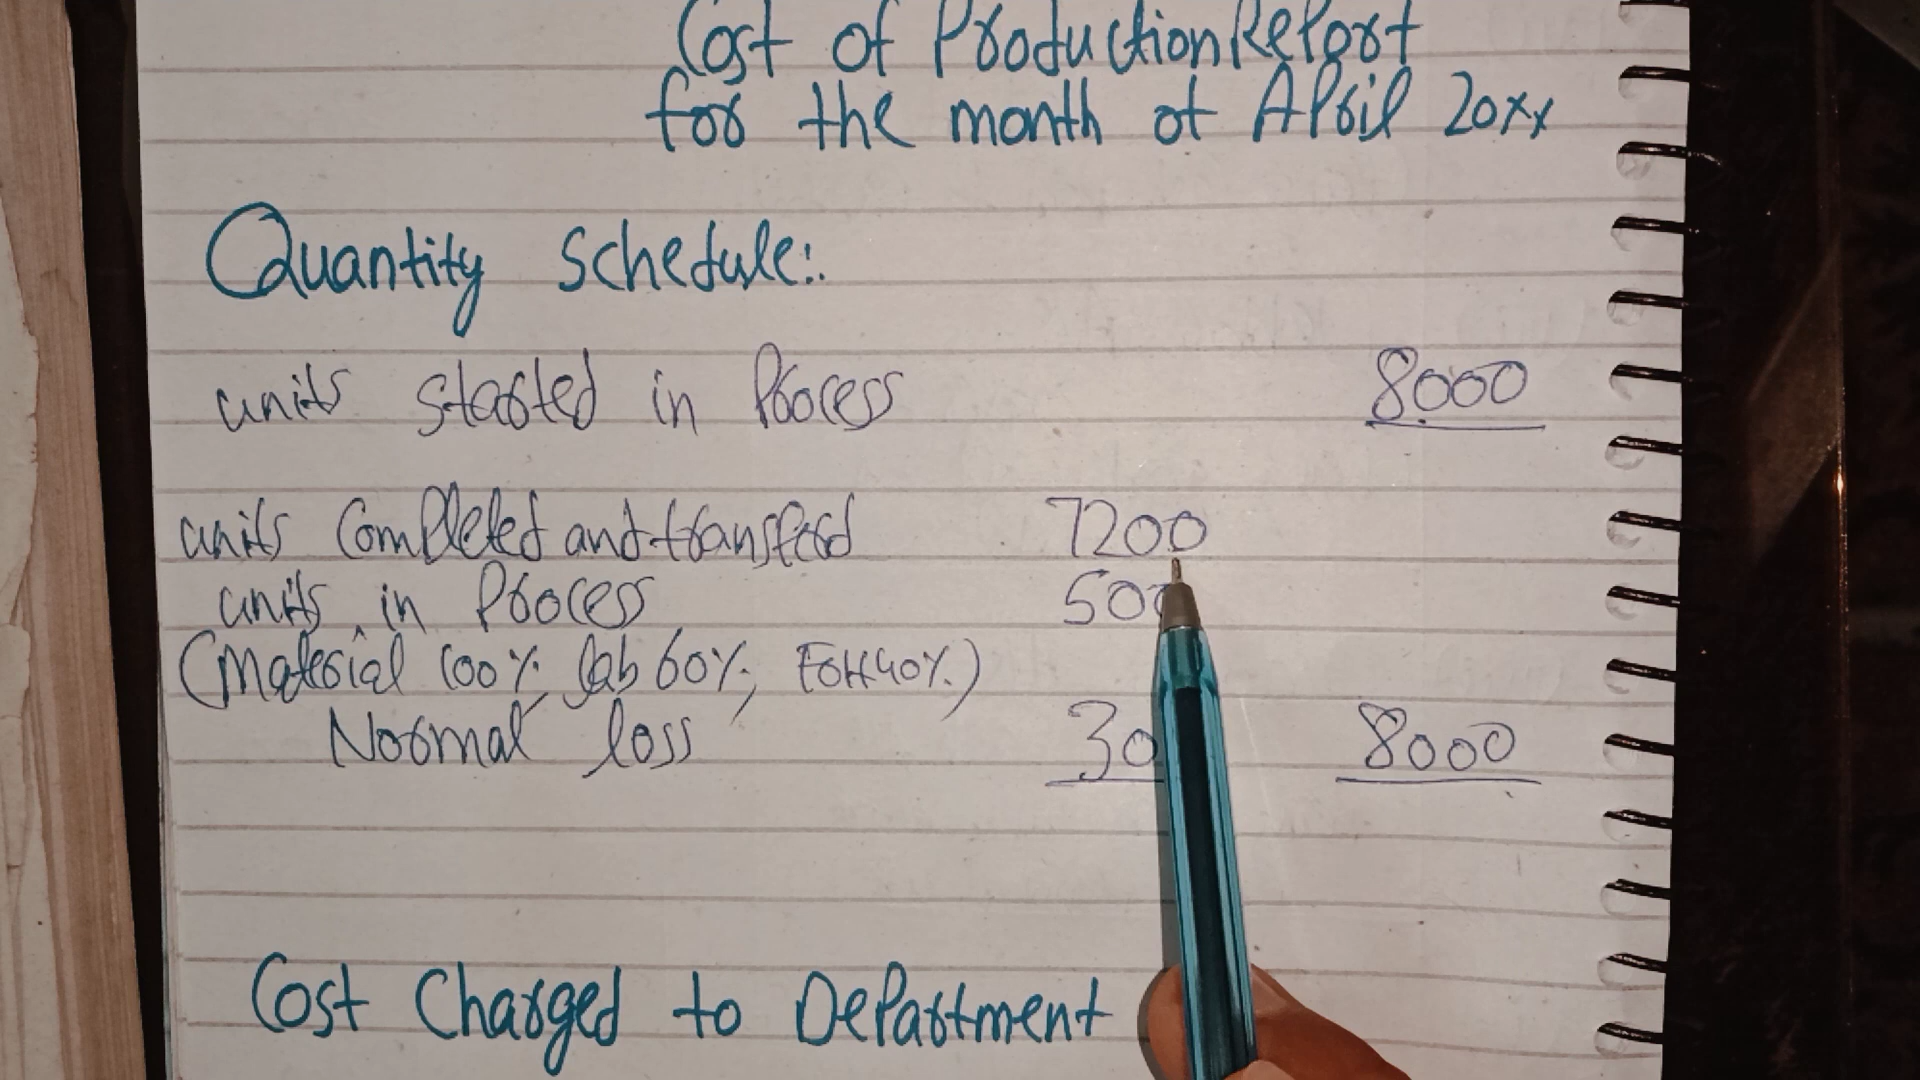 Cost of Production Report
for the month of April 20xx
Quantity Schedule:.
units started in Process 8000
units Completed and transferd 7200
units in Process 500
(Material 100% lab 60%, FOH 40%)
Normal loss 30 8000
Cost Charged to Department